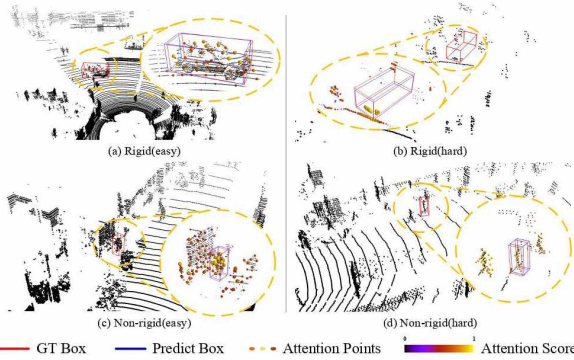 (a) Rigid(easy)
(b) Rigid(hard)
(c) Non-rigid(easy)
(d) Non-rigid(hard)
0 1
GT Box Predict Box Attention Points Attention Score